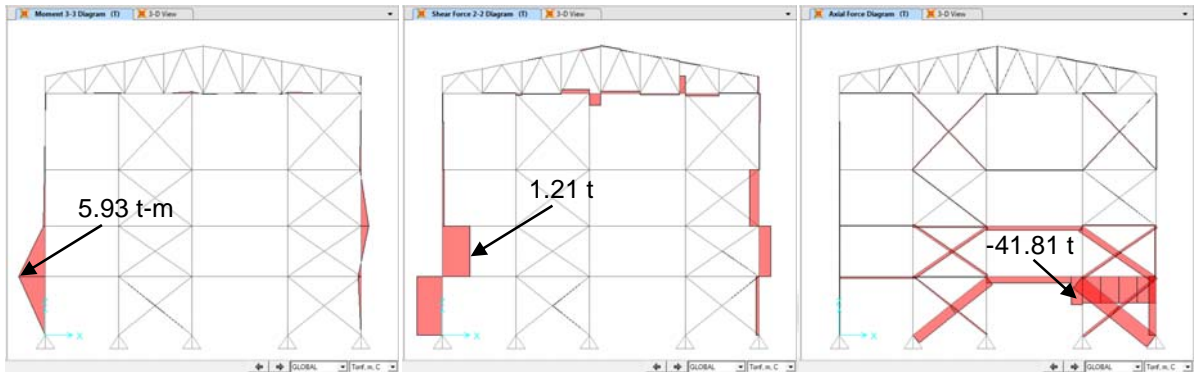 Moment 3-3 Diagram (T)
3-D View
5.93 t-m
X
GLOBAL
Tonf, m, C
Shear Force 2-2 Diagram (T)
3-D View
1.21 t
X
GLOBAL
Tonf, m, C
Axial Force Diagram (T)
3-D View
-41.81 t
X
GLOBAL
Tonf, m, C